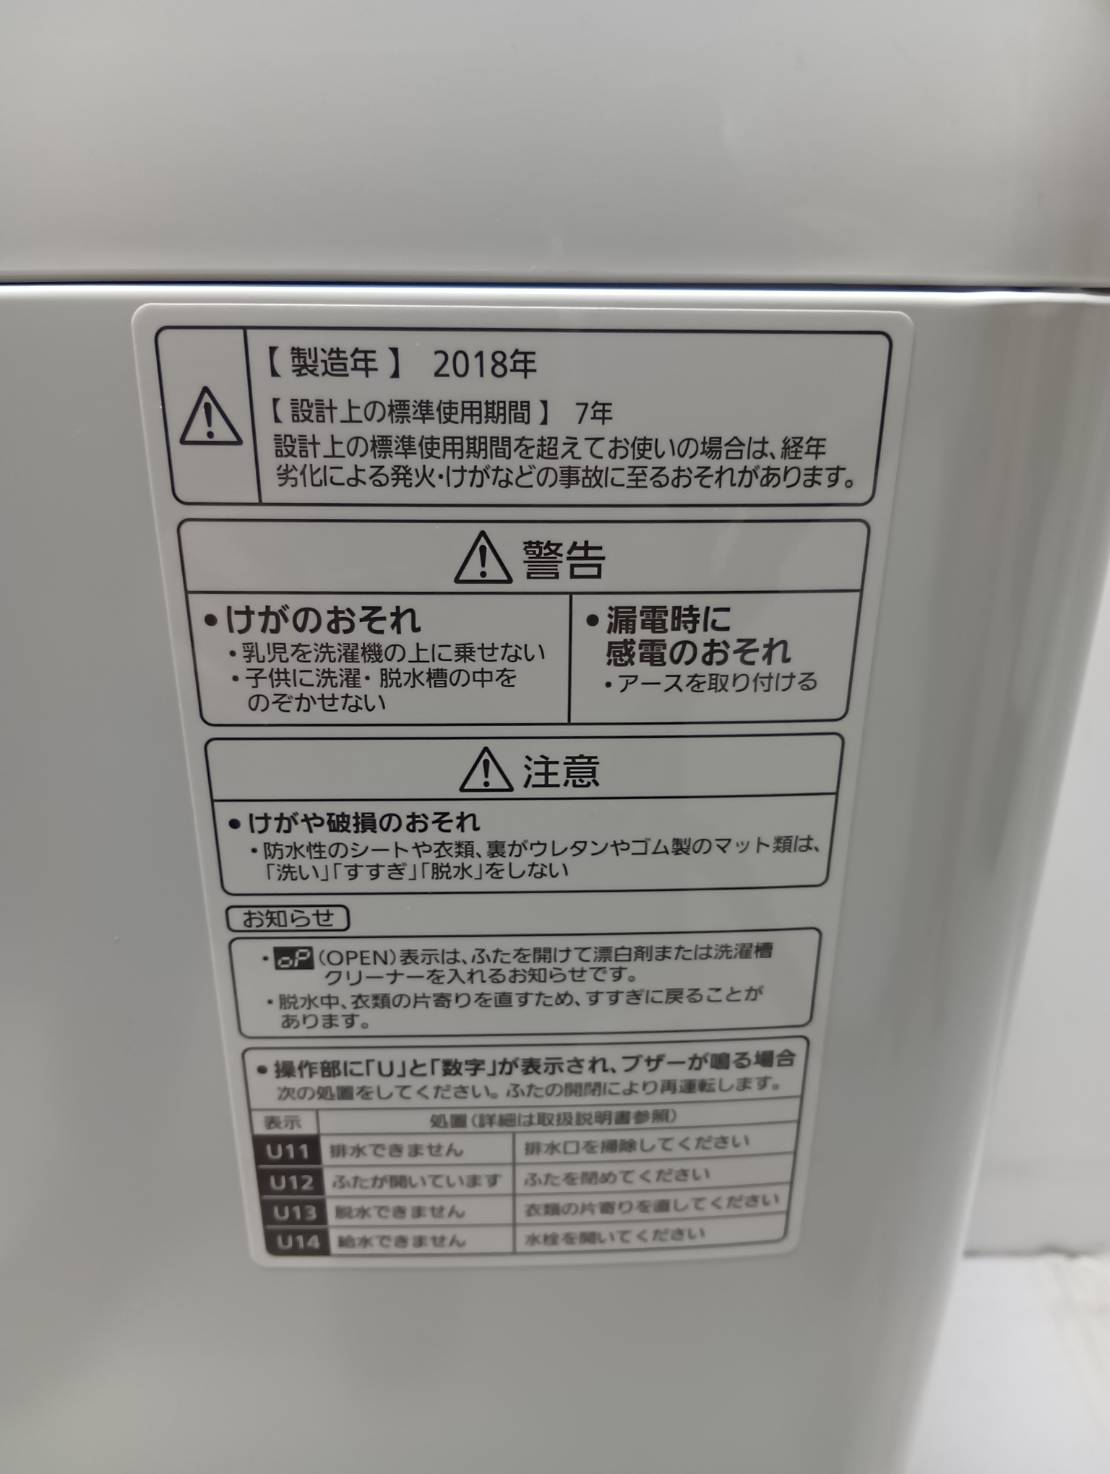 【製造年】 2018年
【設計上の標準使用期間】 7年
設計上の標準使用期間を超えてお使いの場合は、経年
劣化による発火・けがなどの事故に至るおそれがあります。
警告
●けがのおそれ
・乳児を洗濯機の上に乗せない
・子供に洗濯・脱水槽の中を
のぞかせない
●漏電時に
感電のおそれ
・アースを取り付ける
注意
●けがや破損のおそれ
・防水性のシートや衣類、裏がウレタンやゴム製のマット類は、
「洗い」「すすぎ」「脱水」をしない
お知らせ
・oP(OPEN)表示は、ふたを開けて漂白剤または洗濯槽
クリーナーを入れるお知らせです。
・脱水中、衣類の片寄りを直すため、すすぎに戻ることが
あります。
●操作部に「U」と「数字」が表示され、ブザーが鳴る場合
次の処置をしてください。ふたの開閉により再運転します。
表示 処置(詳細は取扱説明書参照)
U11 排水できません 排水口を掃除してください
U12 ふたが開いています ふたを閉めてください
U13 脱水できません 衣類の片寄りを直してください
U14 給水できません 水栓を開いてください